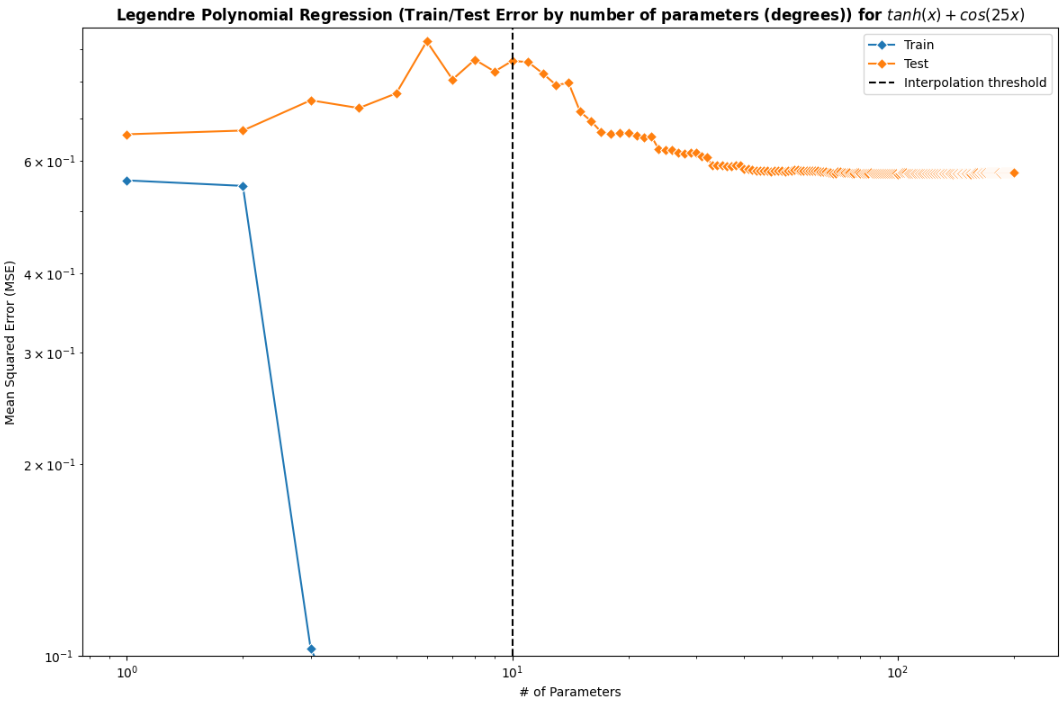 Legendre Polynomial Regression (Train/Test Error by number of parameters (degrees)) for tanh(x) + cos(25x)
Train
Test
Interpolation threshold
Mean Squared Error (MSE)
6 × 10⁻¹
4 × 10⁻¹
3 × 10⁻¹
2 × 10⁻¹
10⁻¹
10⁰
10¹
10²
# of Parameters